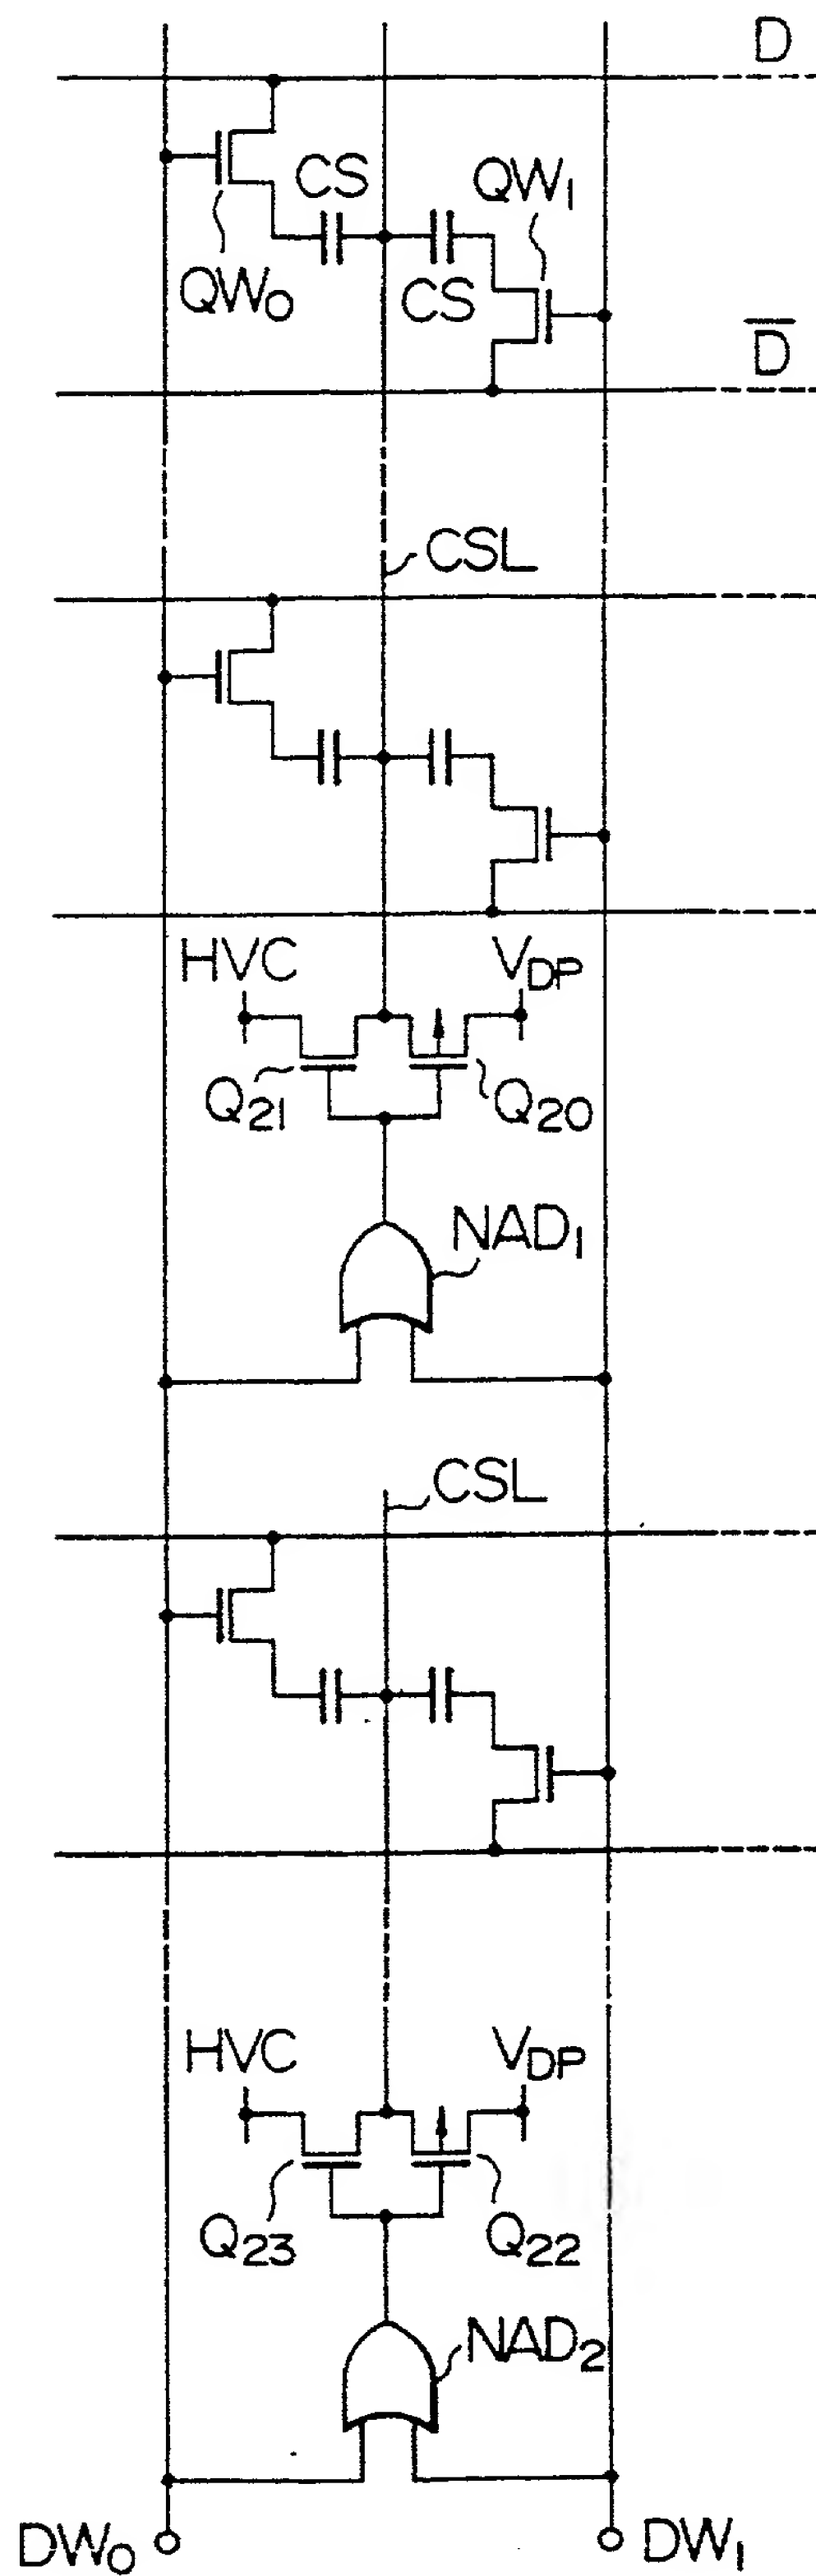 D
CS
QW1
QW0
CS
D̅
CSL
HVC
VDP
Q21
Q20
NAD1
CSL
HVC
VDP
Q23
Q22
NAD2
DW0
DW1